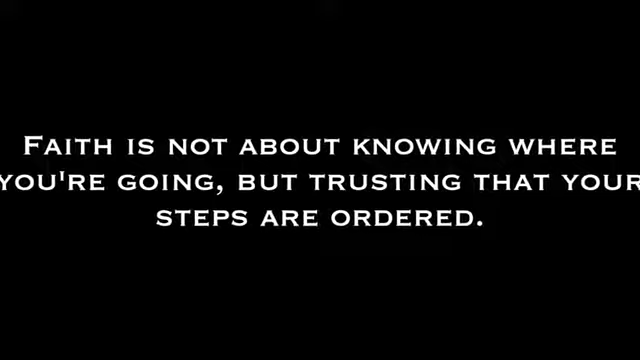 Faith is not about knowing where
you're going, but trusting that your
steps are ordered.